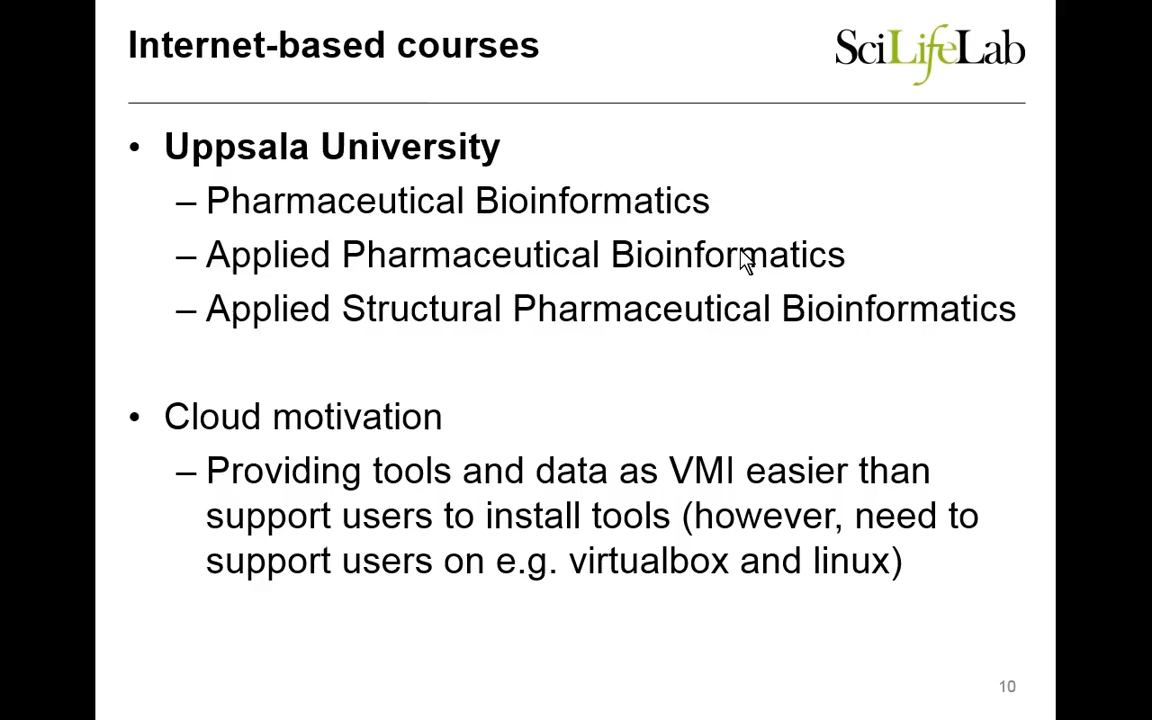 Internet-based courses
SciLifeLab
• Uppsala University
– Pharmaceutical Bioinformatics
– Applied Pharmaceutical Bioinformatics
– Applied Structural Pharmaceutical Bioinformatics
• Cloud motivation
– Providing tools and data as VMI easier than
support users to install tools (however, need to
support users on e.g. virtualbox and linux)
10